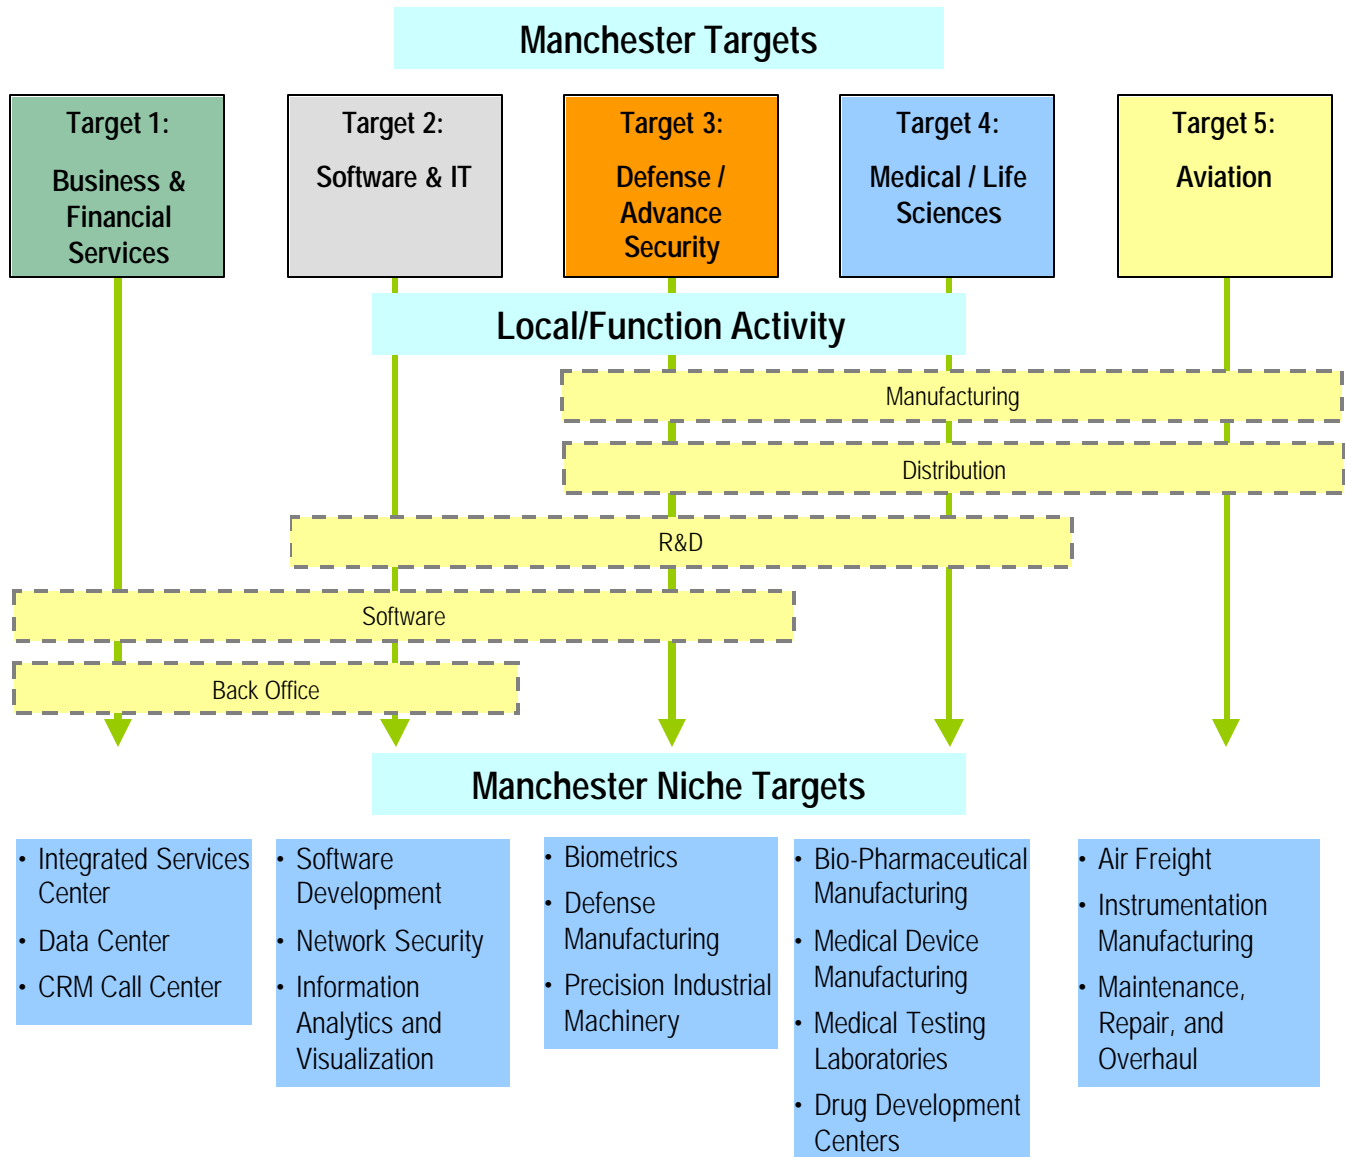 Manchester Targets
Target 1:
Business &
Financial
Services
Target 2:
Software & IT
Target 3:
Defense /
Advance
Security
Target 4:
Medical / Life
Sciences
Target 5:
Aviation
Local/Function Activity
Manufacturing
Distribution
R&D
Software
Back Office
Manchester Niche Targets
• Integrated Services
Center
• Data Center
• CRM Call Center
• Software
Development
• Network Security
• Information
Analytics and
Visualization
• Biometrics
• Defense
Manufacturing
• Precision Industrial
Machinery
• Bio-Pharmaceutical
Manufacturing
• Medical Device
Manufacturing
• Medical Testing
Laboratories
• Drug Development
Centers
• Air Freight
• Instrumentation
Manufacturing
• Maintenance,
Repair, and
Overhaul